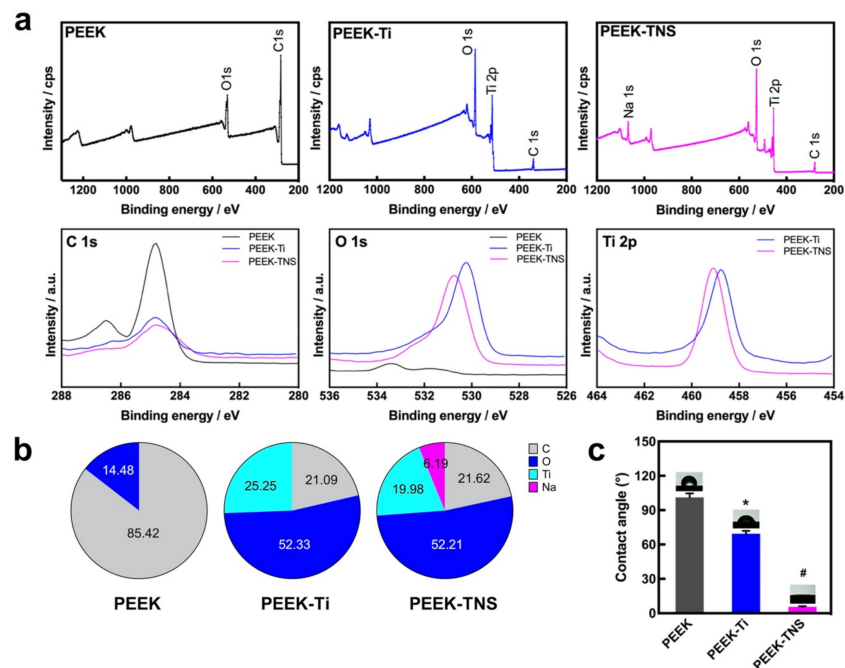 a
PEEK
O1s
C1s
Intensity / cps
1200 1000 800 600 400 200
Binding energy / eV
PEEK-Ti
O 1s
Ti 2p
C 1s
Intensity / cps
1200 1000 800 600 400 200
Binding energy / eV
PEEK-TNS
Na 1s
O 1s
Ti 2p
C 1s
Intensity / cps
1200 1000 800 600 400 200
Binding energy / eV
C 1s
PEEK
PEEK-Ti
PEEK-TNS
Intensity / a.u.
288 286 284 282 280
Binding energy / eV
O 1s
PEEK
PEEK-Ti
PEEK-TNS
Intensity / a.u.
536 534 532 530 528 526
Binding energy / eV
Ti 2p
PEEK-Ti
PEEK-TNS
Intensity / a.u.
464 462 460 458 456 454
Binding energy / eV
b
14.48
85.42
PEEK
25.25
21.09
52.33
PEEK-Ti
6.19
19.98
21.62
52.21
PEEK-TNS
C
O
Ti
Na
c
Contact angle (°)
150
120
90
60
30
0
*
#
PEEK
PEEK-Ti
PEEK-TNS